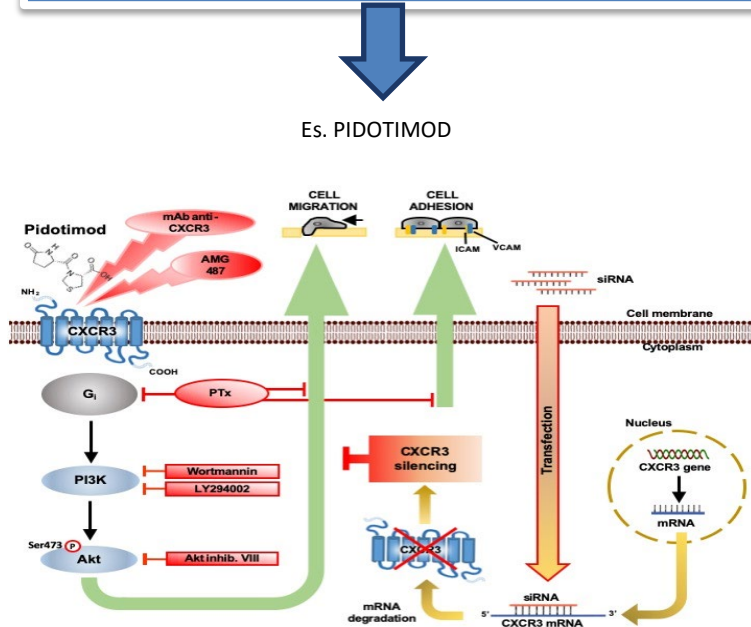 Es. PIDOTIMOD
CELL
MIGRATION
CELL
ADHESION
ICAM
VCAM
mAb anti-
CXCR3
AMG
487
Pidotimod
O
N
H
O
N
S
O
OH
NH₂
CXCR3
COOH
siRNA
Cell membrane
Cytoplasm
Gᵢ
PTx
PI3K
Wortmannin
LY294002
Ser473
P
Akt
Akt inhib. VIII
CXCR3
silencing
CXCR3
mRNA
degradation
Transfection
Nucleus
CXCR3 gene
mRNA
siRNA
5'
3'
CXCR3 mRNA